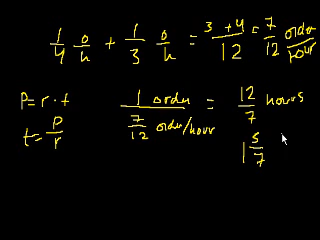 1/4 o/h + 1/3 o/h = 3+4/12 = 7/12 order/hour
P = r · t
1 order / 7/12 order/hour = 12/7 hours
t = P/r
1 5/7